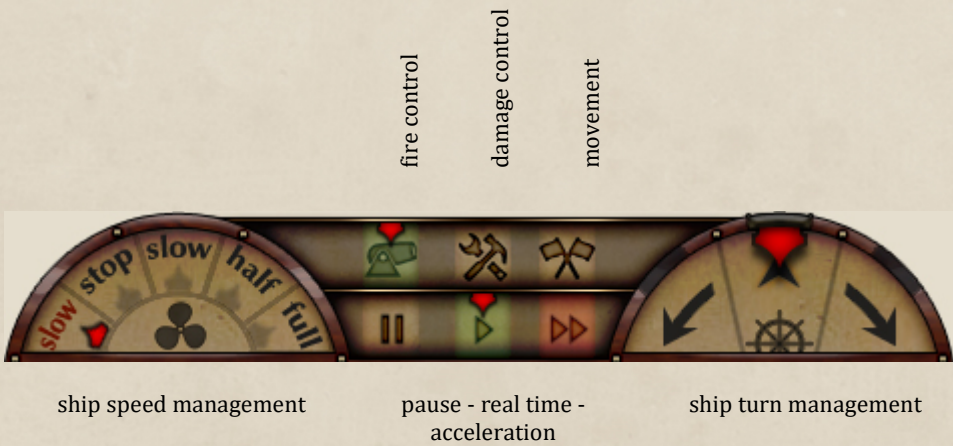 fire control
damage control
movement
slow
stop
slow
half
full
ship speed management
pause - real time -
acceleration
ship turn management